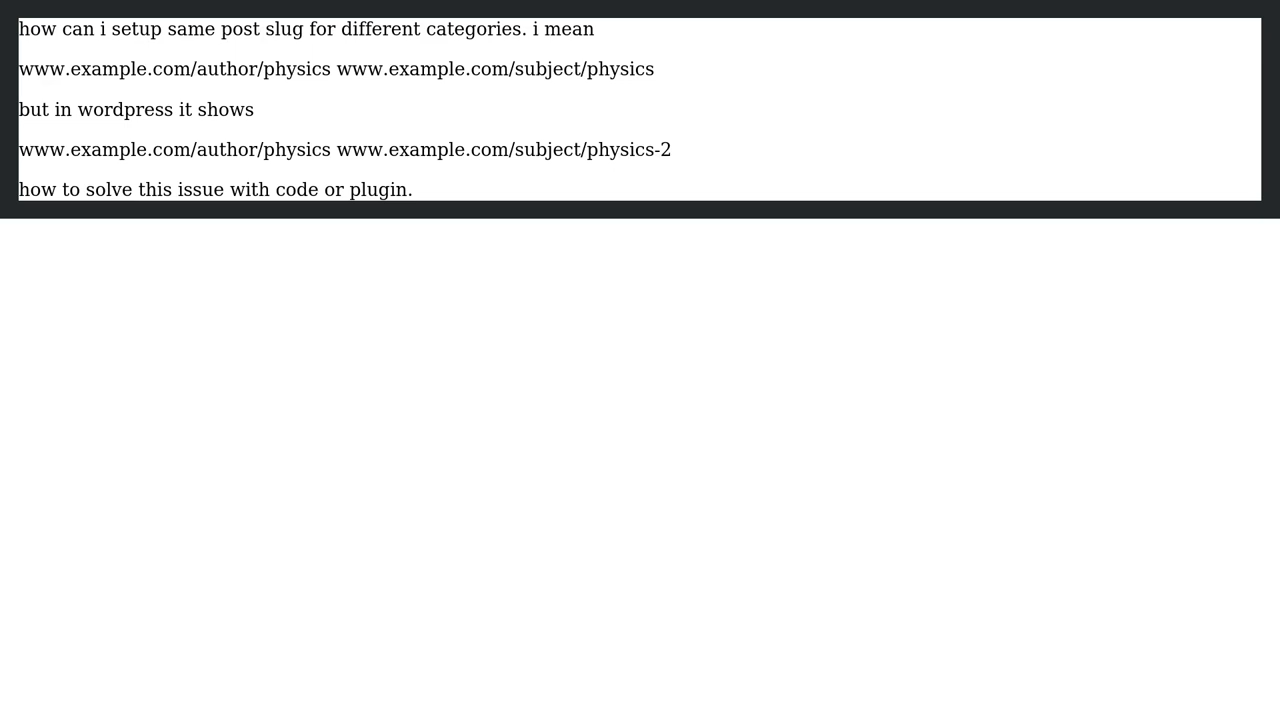 how can i setup same post slug for different categories. i mean
www.example.com/author/physics www.example.com/subject/physics
but in wordpress it shows
www.example.com/author/physics www.example.com/subject/physics-2
how to solve this issue with code or plugin.